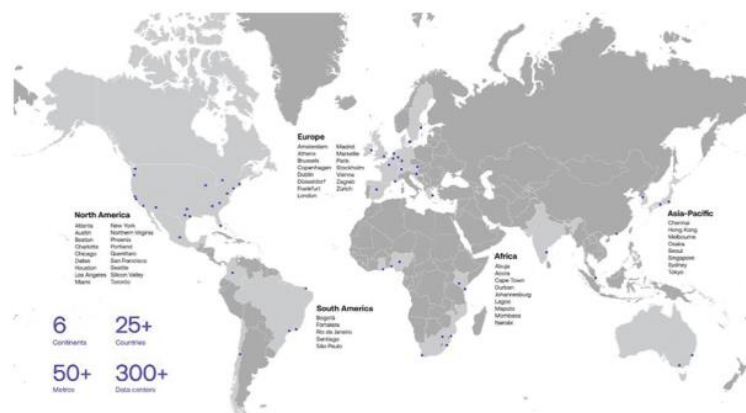 Europe
Amsterdam Madrid
Athens Marseille
Brussels Paris
Copenhagen Stockholm
Dublin Vienna
Düsseldorf Zagreb
Frankfurt Zurich
London
North America
Atlanta New York
Austin Northern Virginia
Boston Phoenix
Charlotte Portland
Chicago Querétaro
Dallas San Francisco
Houston Seattle
Los Angeles Silicon Valley
Miami Toronto
Asia-Pacific
Chennai
Hong Kong
Melbourne
Osaka
Seoul
Singapore
Sydney
Tokyo
Africa
Abuja
Accra
Cape Town
Durban
Johannesburg
Lagos
Maputo
Mombasa
Nairobi
South America
Bogotá
Fortaleza
Rio de Janeiro
Santiago
São Paulo
6 25+
Continents Countries
50+ 300+
Metros Data centers